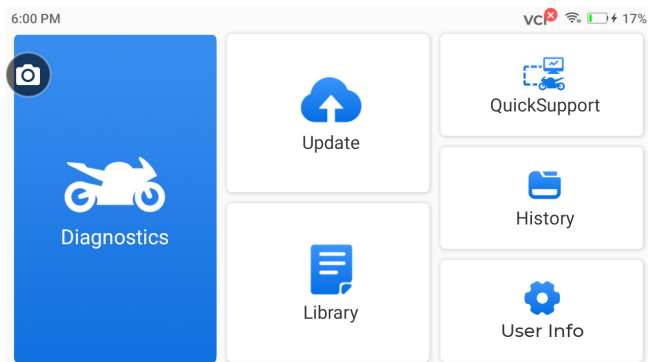 6:00 PM
VCI
17%
Diagnostics
Update
Library
QuickSupport
History
User Info